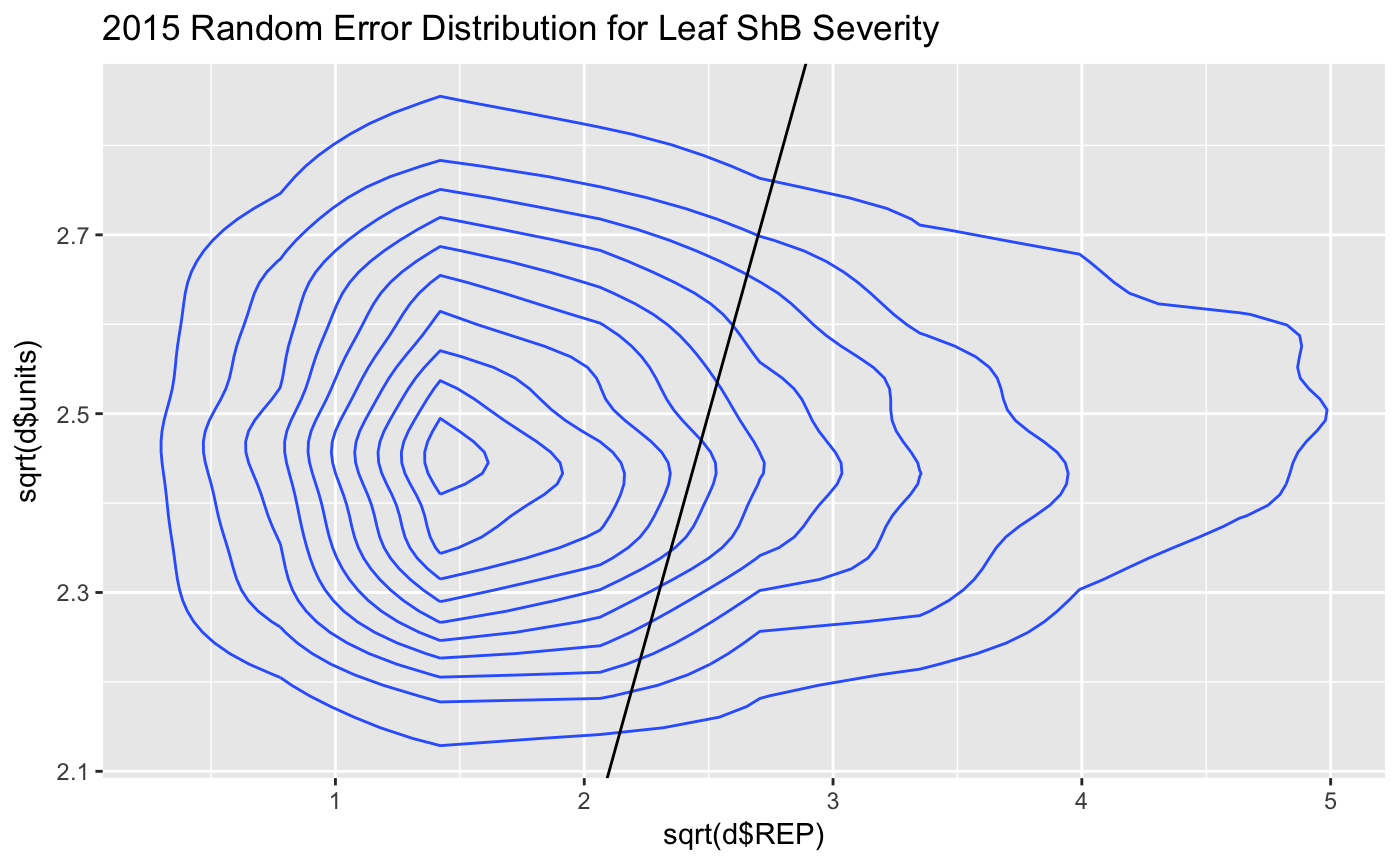 2015 Random Error Distribution for Leaf ShB Severity
sqrt(d$units)
2.7
2.5
2.3
2.1
1 2 3 4 5
sqrt(d$REP)